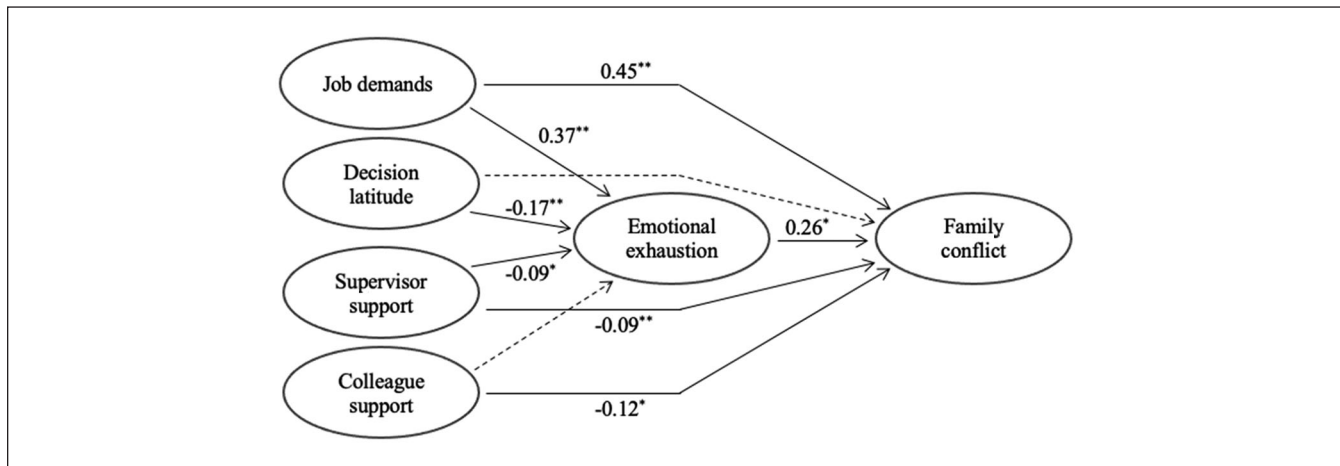 Job demands
0.45**
0.37**
Decision
latitude
-0.17**
Emotional
exhaustion
0.26*
Family
conflict
-0.09*
Supervisor
support
-0.09**
Colleague
support
-0.12*